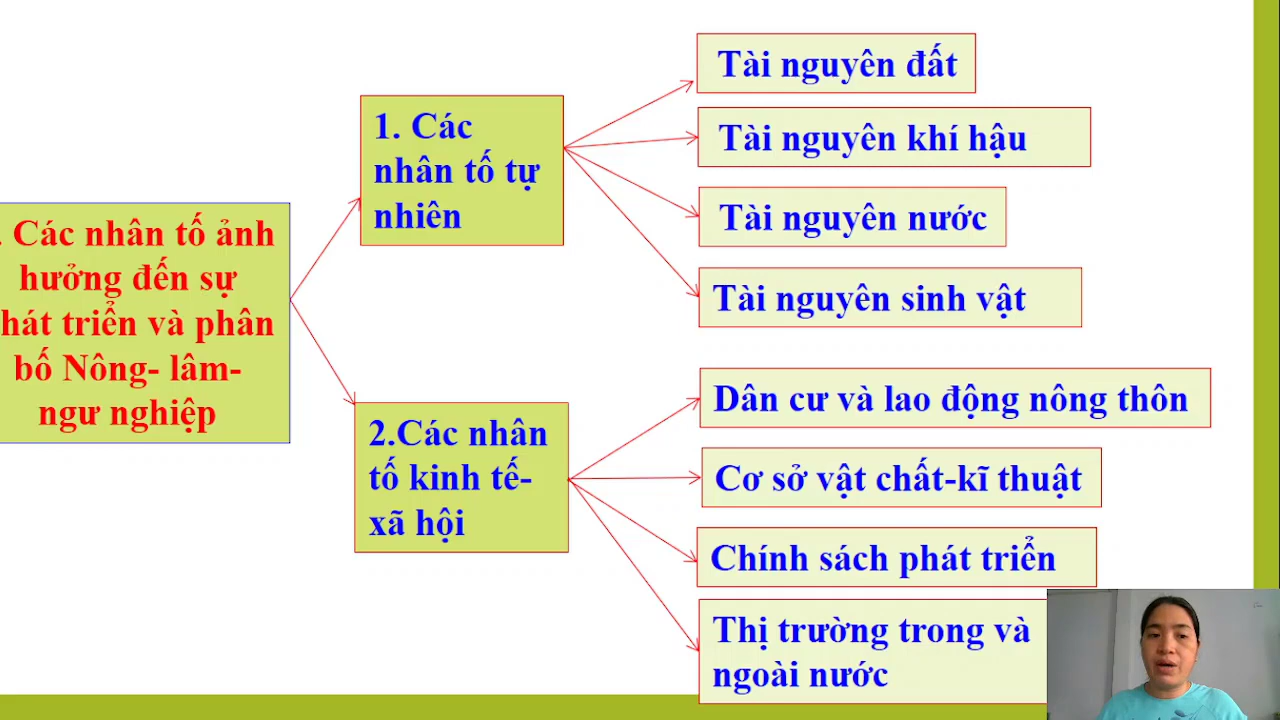 . Các nhân tố ảnh
hưởng đến sự
hát triển và phân
bố Nông- lâm-
ngư nghiệp
1. Các
nhân tố tự
nhiên
Tài nguyên đất
Tài nguyên khí hậu
Tài nguyên nước
Tài nguyên sinh vật
2.Các nhân
tố kinh tế-
xã hội
Dân cư và lao động nông thôn
Cơ sở vật chất-kĩ thuật
Chính sách phát triển
Thị trường trong và
ngoài nước